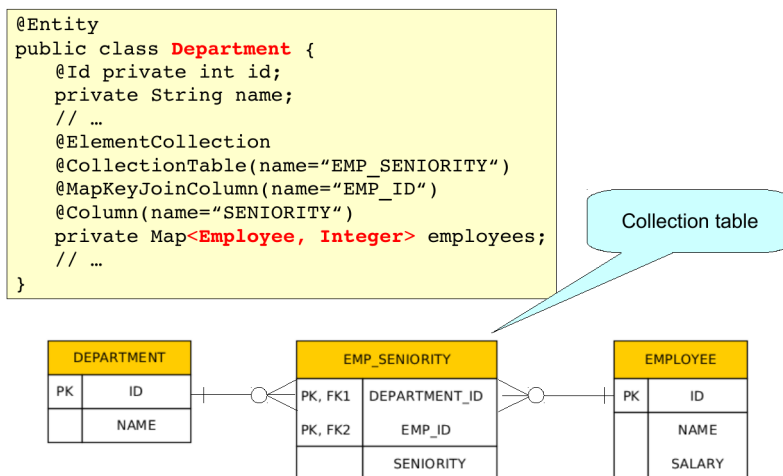 @Entity
public class Department {
@Id private int id;
private String name;
// …
@ElementCollection
@CollectionTable(name=“EMP_SENIORITY“)
@MapKeyJoinColumn(name=“EMP_ID“)
@Column(name=“SENIORITY“)
private Map<Employee, Integer> employees;
// …
}
Collection table
DEPARTMENT
PK ID
NAME
EMP_SENIORITY
PK, FK1 DEPARTMENT_ID
PK, FK2 EMP_ID
SENIORITY
EMPLOYEE
PK ID
NAME
SALARY